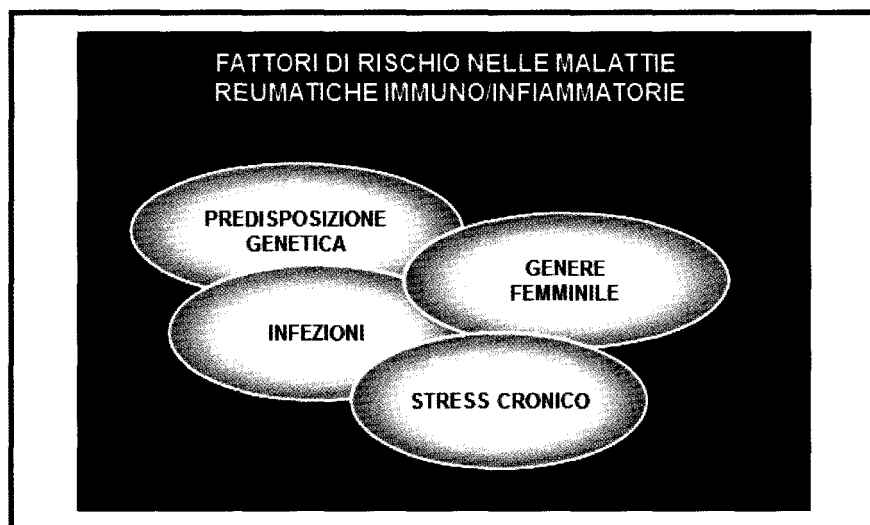 FATTORI DI RISCHIO NELLE MALATTIE
REUMATICHE IMMUNO/INFIAMMATORIE
PREDISPOSIZIONE
GENETICA
GENERE
FEMMINILE
INFEZIONI
STRESS CRONICO